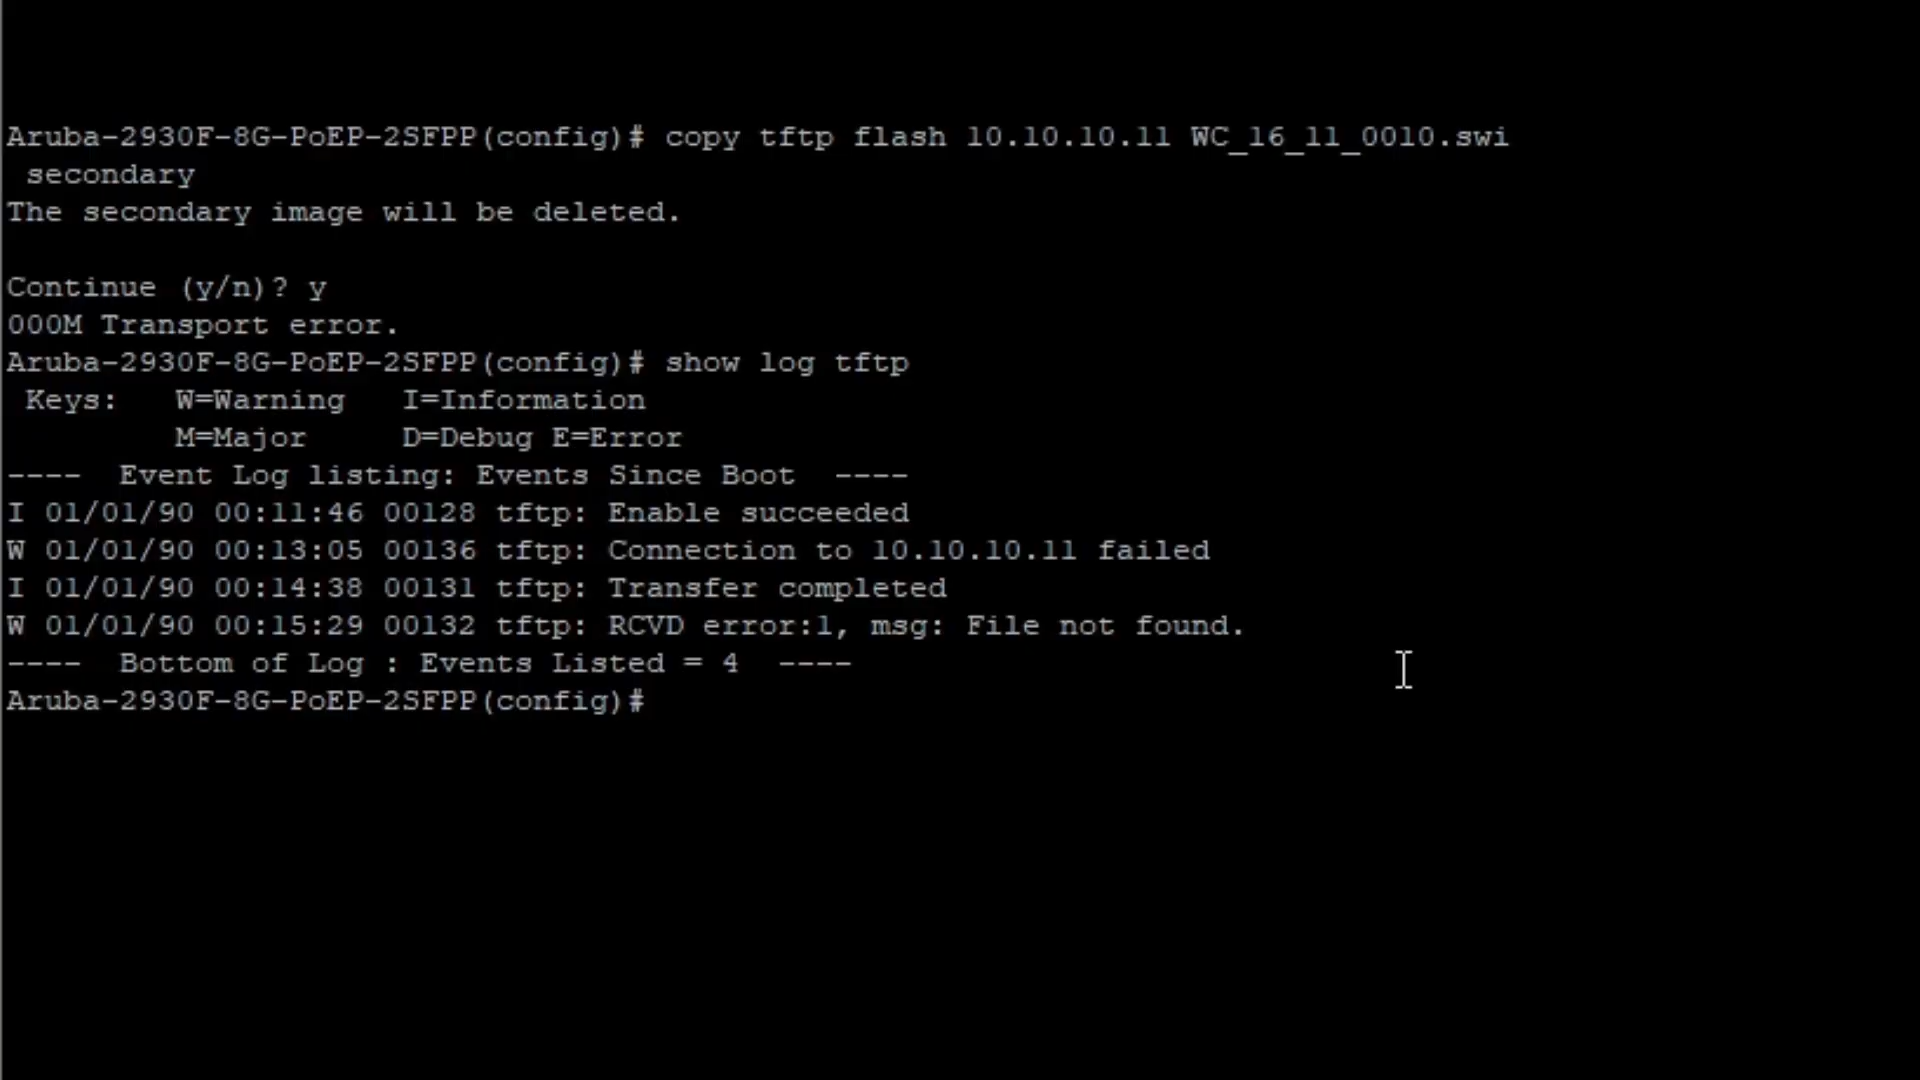 Aruba-2930F-8G-PoEP-2SFPP(config)# copy tftp flash 10.10.10.11 WC_16_11_0010.swi
 secondary
The secondary image will be deleted.
Continue (y/n)? y
000M Transport error.
Aruba-2930F-8G-PoEP-2SFPP(config)# show log tftp
 Keys:   W=Warning   I=Information
         M=Major     D=Debug E=Error
----  Event Log listing: Events Since Boot  ----
I 01/01/90 00:11:46 00128 tftp: Enable succeeded
W 01/01/90 00:13:05 00136 tftp: Connection to 10.10.10.11 failed
I 01/01/90 00:14:38 00131 tftp: Transfer completed
W 01/01/90 00:15:29 00132 tftp: RCVD error:1, msg: File not found.
----  Bottom of Log : Events Listed = 4  ----
Aruba-2930F-8G-PoEP-2SFPP(config)#